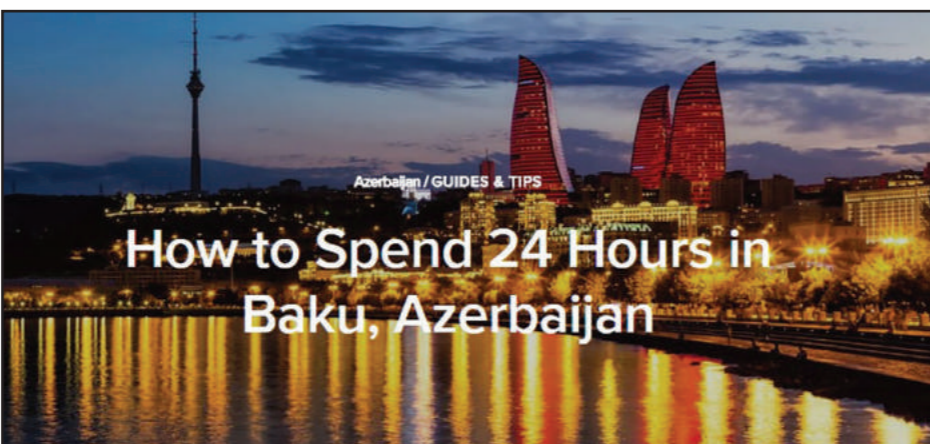 Azerbaijan / GUIDES & TIPS
How to Spend 24 Hours in
Baku, Azerbaijan